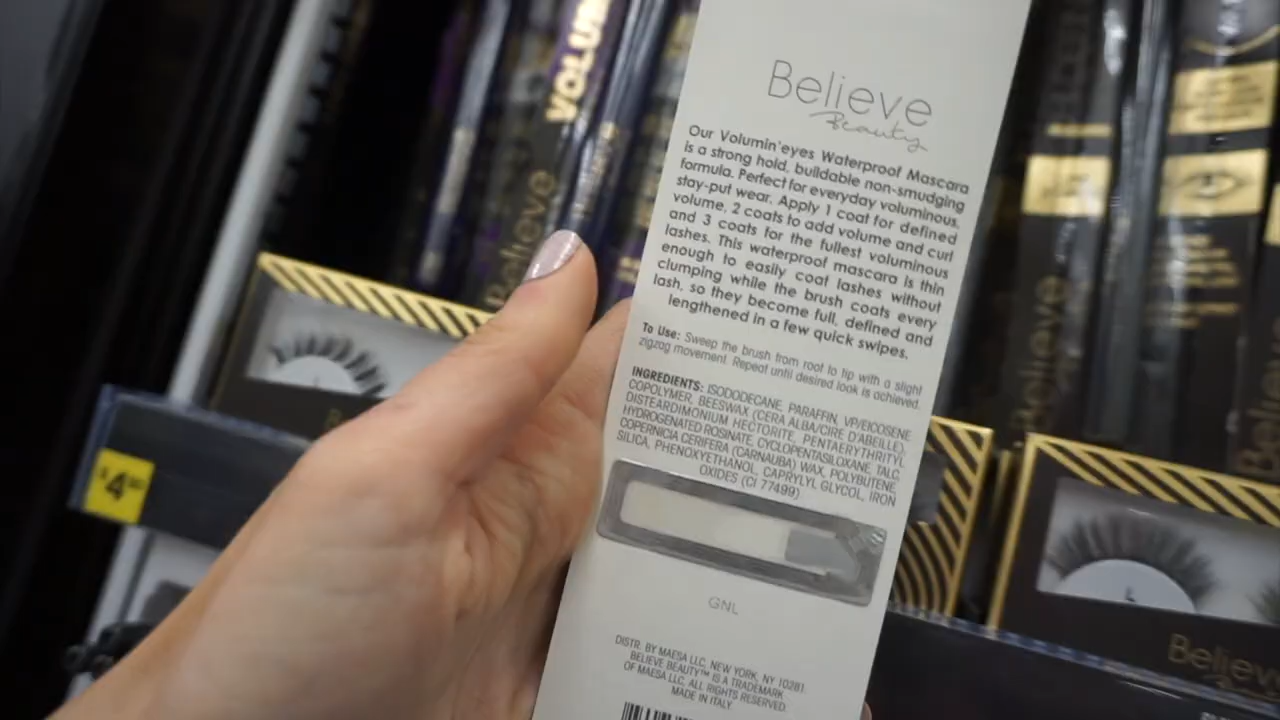 Believe
Beauty
Our Volumin'eyes Waterproof Mascara
is a strong hold, buildable non-smudging
formula. Perfect for everyday voluminous,
stay-put wear. Apply 1 coat for defined
volume, 2 coats to add volume and curl
and 3 coats for the fullest voluminous
lashes. This waterproof mascara is thin
enough to easily coat lashes without
clumping while the brush coats every
lash, so they become full, defined and
lengthened in a few quick swipes.
To Use: Sweep the brush from root to tip with a slight
zigzag movement. Repeat until desired look is achieved.
INGREDIENTS: ISODODECANE, PARAFFIN, VP/EICOSENE
COPOLYMER, BEESWAX (CERA ALBA/CIRE D'ABEILLE),
DISTEARDIMONIUM HECTORITE, PENTAERYTHRITYL
HYDROGENATED ROSINATE, CYCLOPENTASILOXANE, TALC,
COPERNICIA CERIFERA (CARNAUBA) WAX, POLYBUTENE,
SILICA, PHENOXYETHANOL, CAPRYLYL GLYCOL, IRON
OXIDES (CI 77499)
GNL
DISTR. BY MAESA LLC, NEW YORK, NY 10281.
BELIEVE BEAUTY™ IS A TRADEMARK
OF MAESA LLC, ALL RIGHTS RESERVED.
MADE IN ITALY
VOLUM
Believe
$4
Believe
Believe